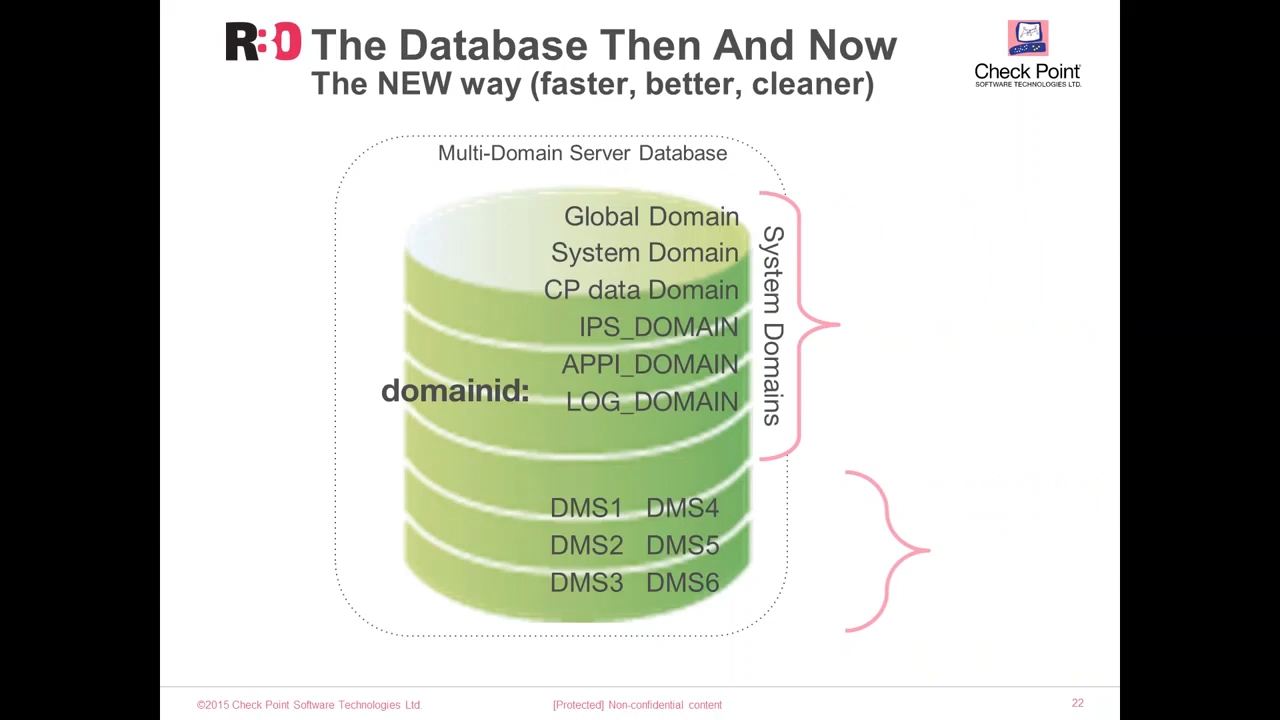 R80 The Database Then And Now
The NEW way (faster, better, cleaner)
Check Point
SOFTWARE TECHNOLOGIES LTD.
Multi-Domain Server Database
Global Domain
System Domain
CP data Domain
IPS_DOMAIN
APPI_DOMAIN
domainid:
LOG_DOMAIN
System Domains
DMS1 DMS4
DMS2 DMS5
DMS3 DMS6
©2015 Check Point Software Technologies Ltd. [Protected] Non-confidential content 22